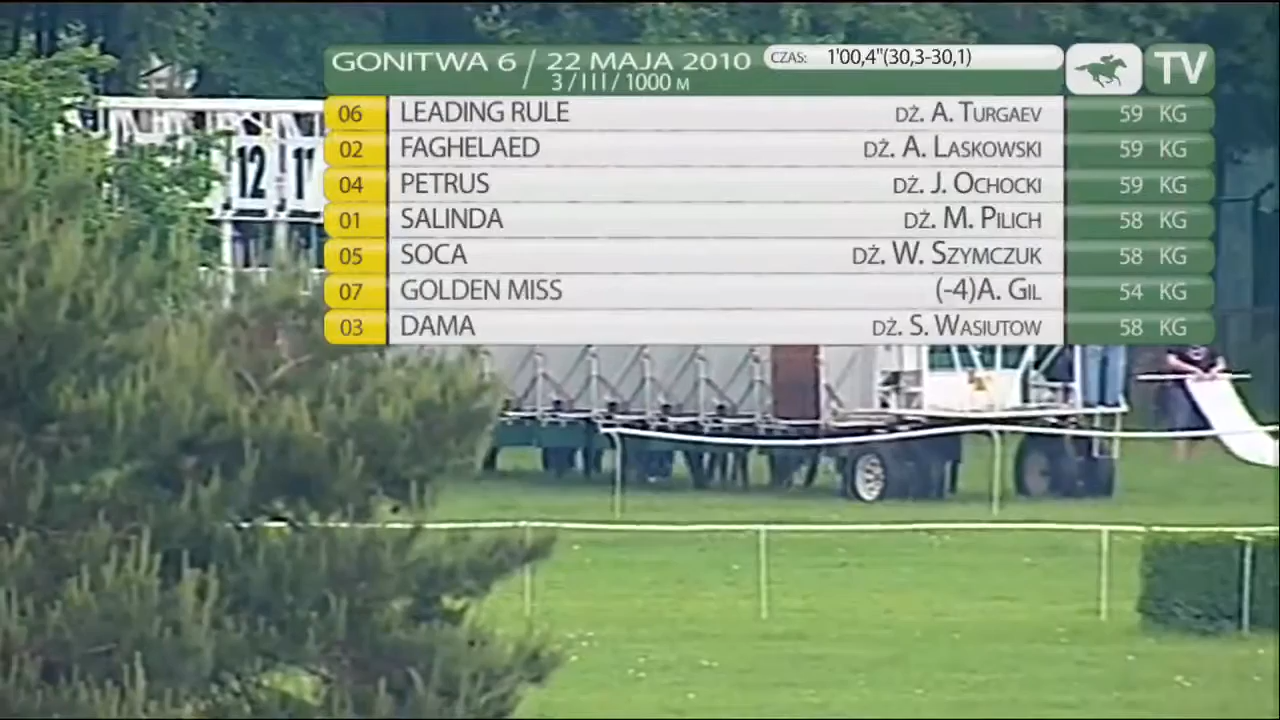 GONITWA 6 / 22 MAJA 2010 CZAS: 1'00,4"(30,3-30,1) TV
3/III/1000 M
06 LEADING RULE DŻ. A. TURGAEV 59 KG
02 FAGHELAED DŻ. A. LASKOWSKI 59 KG
04 PETRUS DŻ. J. OCHOCKI 59 KG
01 SALINDA DŻ. M. PILICH 58 KG
05 SOCA DŻ. W. SZYMCZUK 58 KG
07 GOLDEN MISS (-4)A. GIL 54 KG
03 DAMA DŻ. S. WASIUTOW 58 KG
12 11